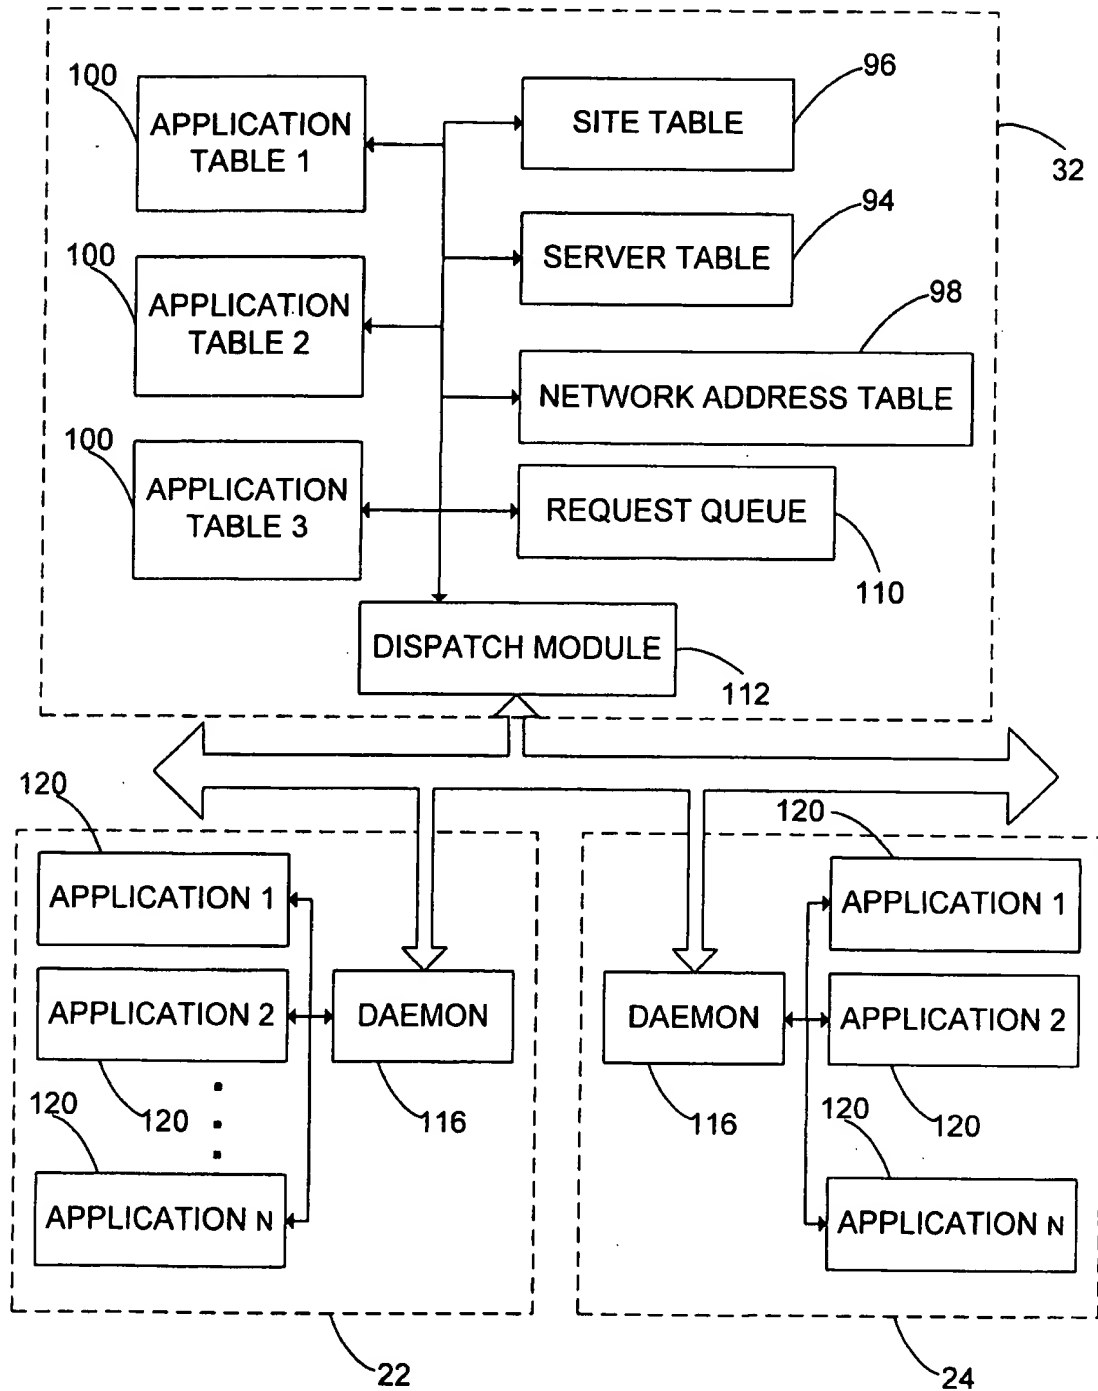 100
APPLICATION
TABLE 1
SITE TABLE
96
32
100
APPLICATION
TABLE 2
SERVER TABLE
94
98
NETWORK ADDRESS TABLE
100
APPLICATION
TABLE 3
REQUEST QUEUE
110
DISPATCH MODULE
112
120
APPLICATION 1
APPLICATION 2
DAEMON
120
120
116
APPLICATION N
22
120
APPLICATION 1
DAEMON
APPLICATION 2
116
120
120
APPLICATION N
24